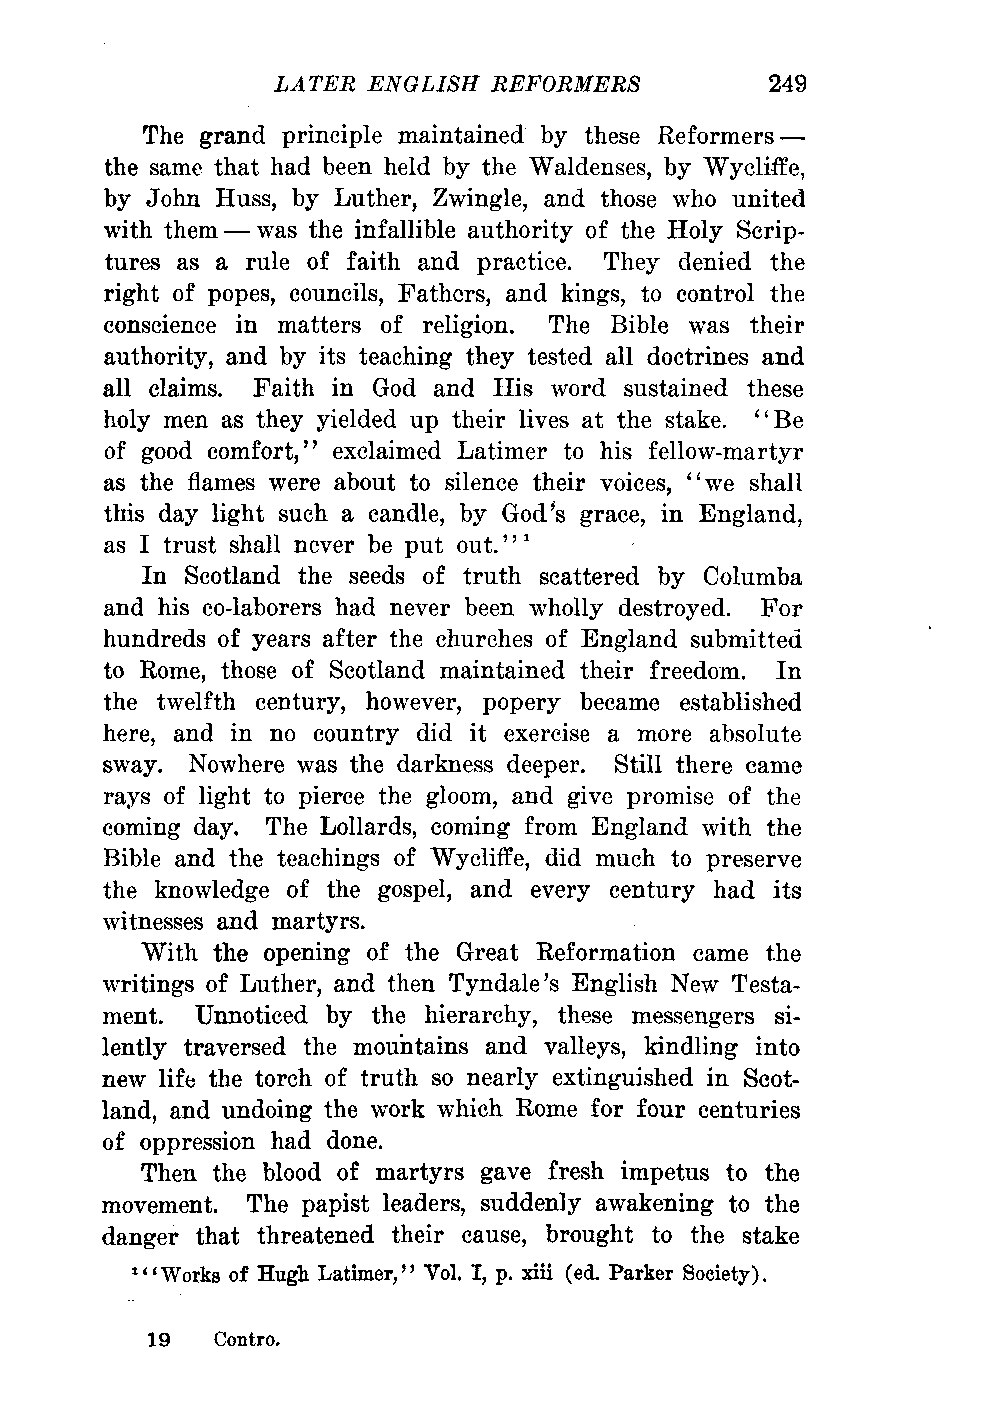 LATER ENGLISH REFORMERS 249
The grand principle maintained by these Reformers —
the same that had been held by the Waldenses, by Wycliffe,
by John Huss, by Luther, Zwingle, and those who united
with them — was the infallible authority of the Holy Scrip-
tures as a rule of faith and practice. They denied the
right of popes, councils, Fathers, and kings, to control the
conscience in matters of religion. The Bible was their
authority, and by its teaching they tested all doctrines and
all claims. Faith in God and His word sustained these
holy men as they yielded up their lives at the stake. ‘‘Be
of good comfort,’’ exclaimed Latimer to his fellow-martyr
as the flames were about to silence their voices, ‘‘we shall
this day light such a candle, by God’s grace, in England,
as I trust shall never be put out.’’¹
In Scotland the seeds of truth scattered by Columba
and his co-laborers had never been wholly destroyed. For
hundreds of years after the churches of England submitted
to Rome, those of Scotland maintained their freedom. In
the twelfth century, however, popery became established
here, and in no country did it exercise a more absolute
sway. Nowhere was the darkness deeper. Still there came
rays of light to pierce the gloom, and give promise of the
coming day. The Lollards, coming from England with the
Bible and the teachings of Wycliffe, did much to preserve
the knowledge of the gospel, and every century had its
witnesses and martyrs.
With the opening of the Great Reformation came the
writings of Luther, and then Tyndale’s English New Testa-
ment. Unnoticed by the hierarchy, these messengers si-
lently traversed the mountains and valleys, kindling into
new life the torch of truth so nearly extinguished in Scot-
land, and undoing the work which Rome for four centuries
of oppression had done.
Then the blood of martyrs gave fresh impetus to the
movement. The papist leaders, suddenly awakening to the
danger that threatened their cause, brought to the stake
¹‘‘Works of Hugh Latimer,’’ Vol. I, p. xiii (ed. Parker Society).
19 Contro.